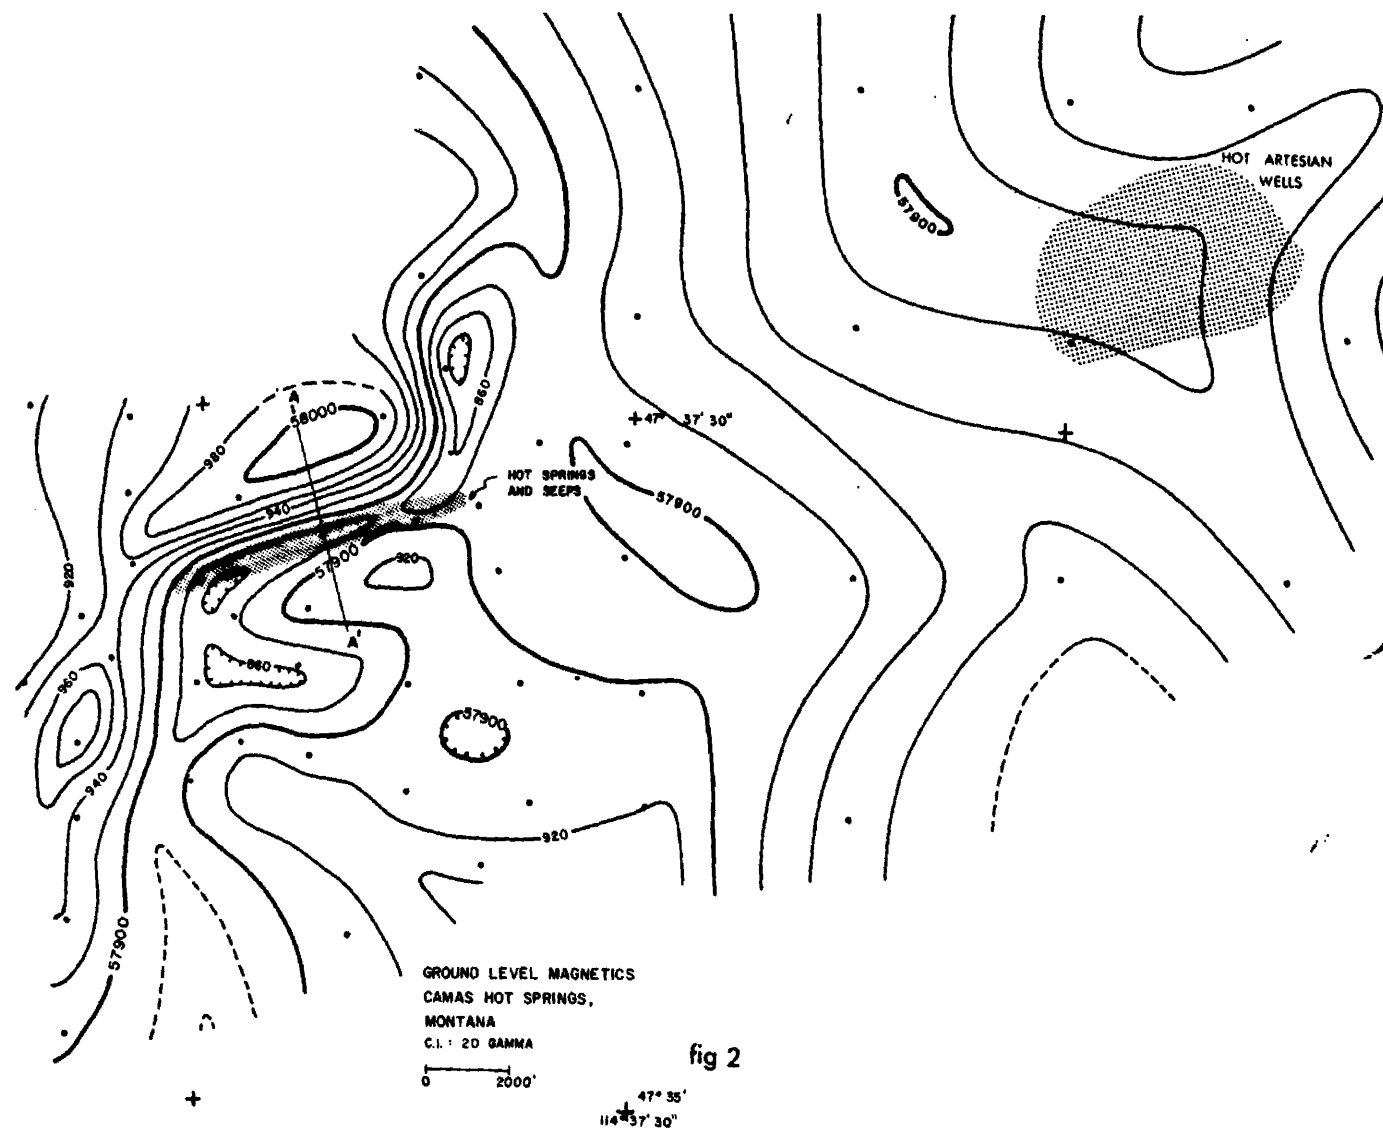 HOT ARTESIAN
WELLS
57900
860
A
58000
980
47° 37' 30"
HOT SPRINGS
AND SEEPS
57900
940
57900
920
920
A'
860
960
57900
940
920
57900
GROUND LEVEL MAGNETICS
CAMAS HOT SPRINGS,
MONTANA
C.I. : 20 GAMMA
0 2000'
fig 2
47° 35'
114° 37' 30"